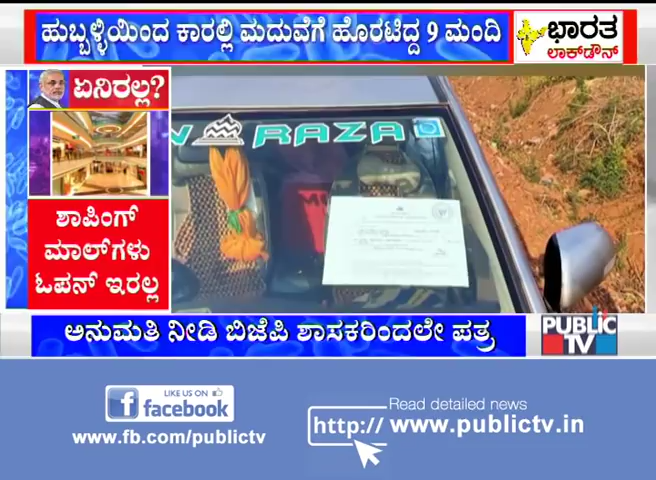 ಹುಬ್ಬಳ್ಳಿಯಿಂದ ಕಾರಲ್ಲಿ ಮದುವೆಗೆ ಹೊರಟಿದ್ದ 9 ಮಂದಿ
ಭಾರತ
ಲಾಕ್‌ಡೌನ್
ಏನಿರಲ್ಲ?
ಶಾಪಿಂಗ್
ಮಾಲ್‌ಗಳು
ಓಪನ್ ಇರಲ್ಲ
RAZA
ಅನುಮತಿ ನೀಡಿ ಬಿಜೆಪಿ ಶಾಸಕರಿಂದಲೇ ಪತ್ರ
PUBLIC
TV
LIKE US ON
facebook
www.fb.com/publictv
Read detailed news
http:// www.publictv.in